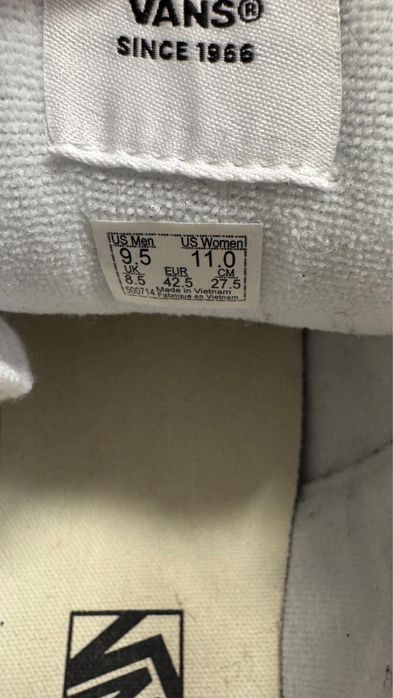 VANS®
SINCE 1966
US Men US Women
9.5 11.0
UK EUR CM
8.5 42.5 27.5
500714 Made in Vietnam
Fabriqué en Vietnam